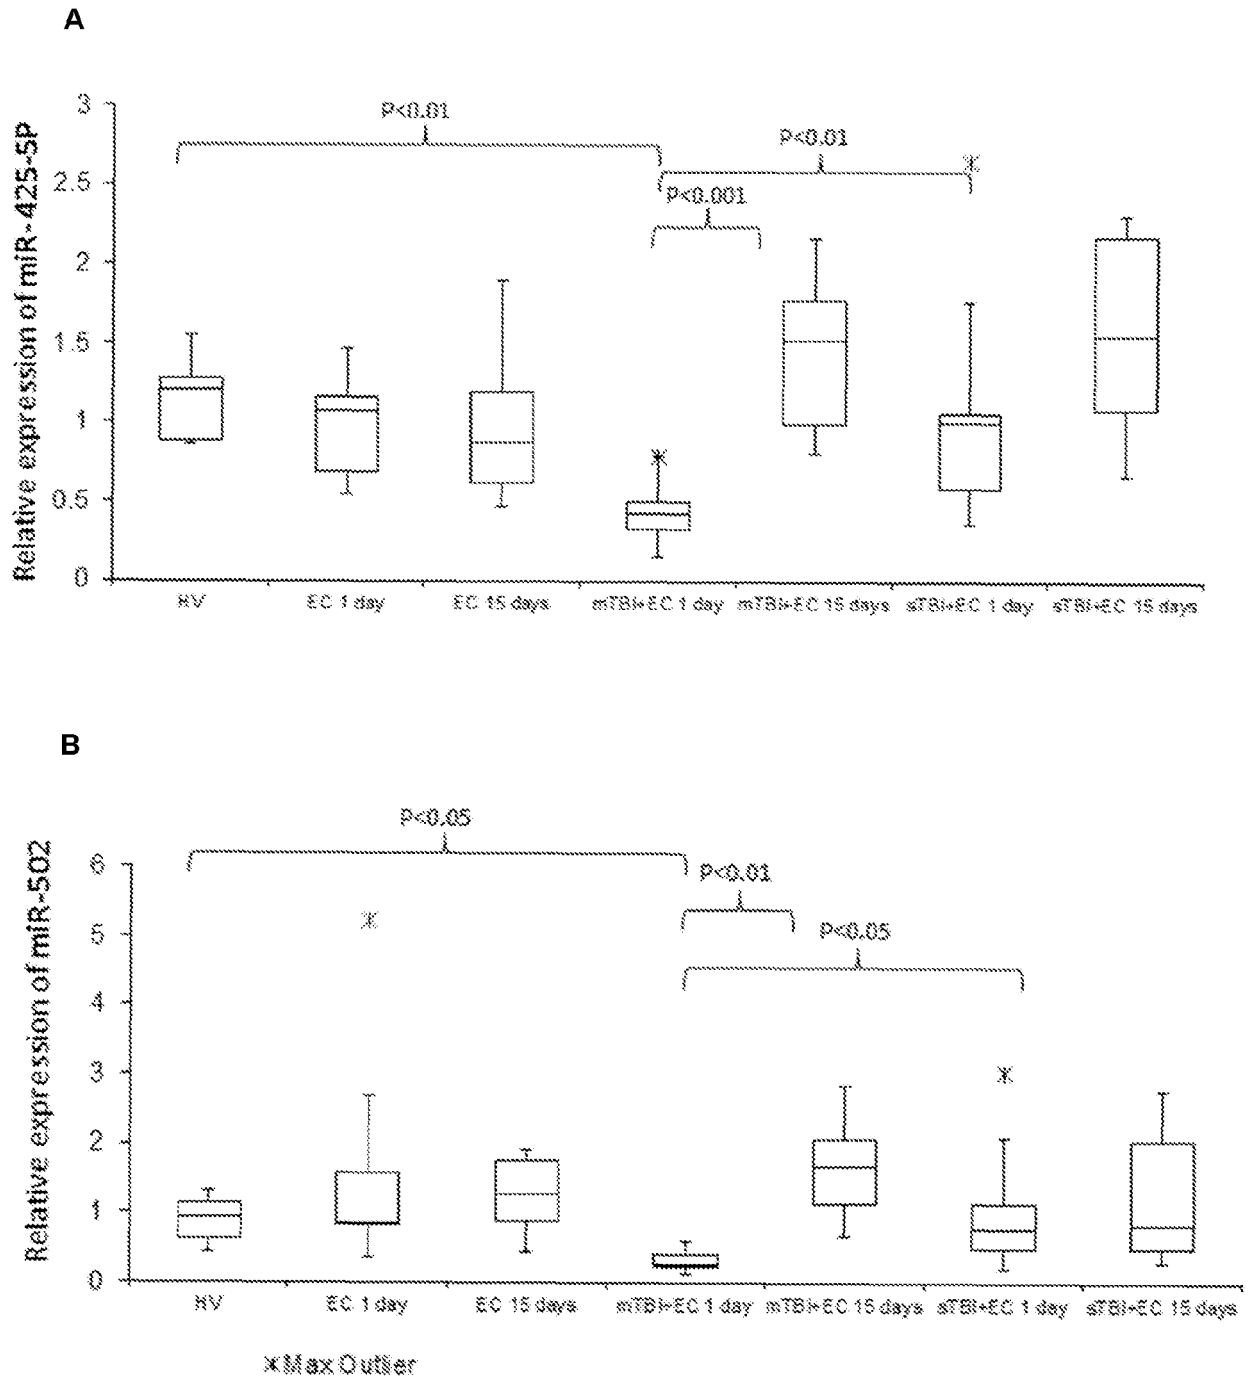 A
Relative expression of miR-425-5P
3
2.5
2
1.5
1
0.5
0
P<0.01
P<0.01
P<0.001
HV
EC 1 day
EC 15 days
mTBI+EC 1 day
mTBI+EC 15 days
sTBI+EC 1 day
sTBI+EC 15 days
B
Relative expression of miR-502
6
5
4
3
2
1
0
P<0.05
P<0.01
P<0.05
HV
EC 1 day
EC 15 days
mTBI+EC 1 day
mTBI+EC 15 days
sTBI+EC 1 day
sTBI+EC 15 days
Max Outlier